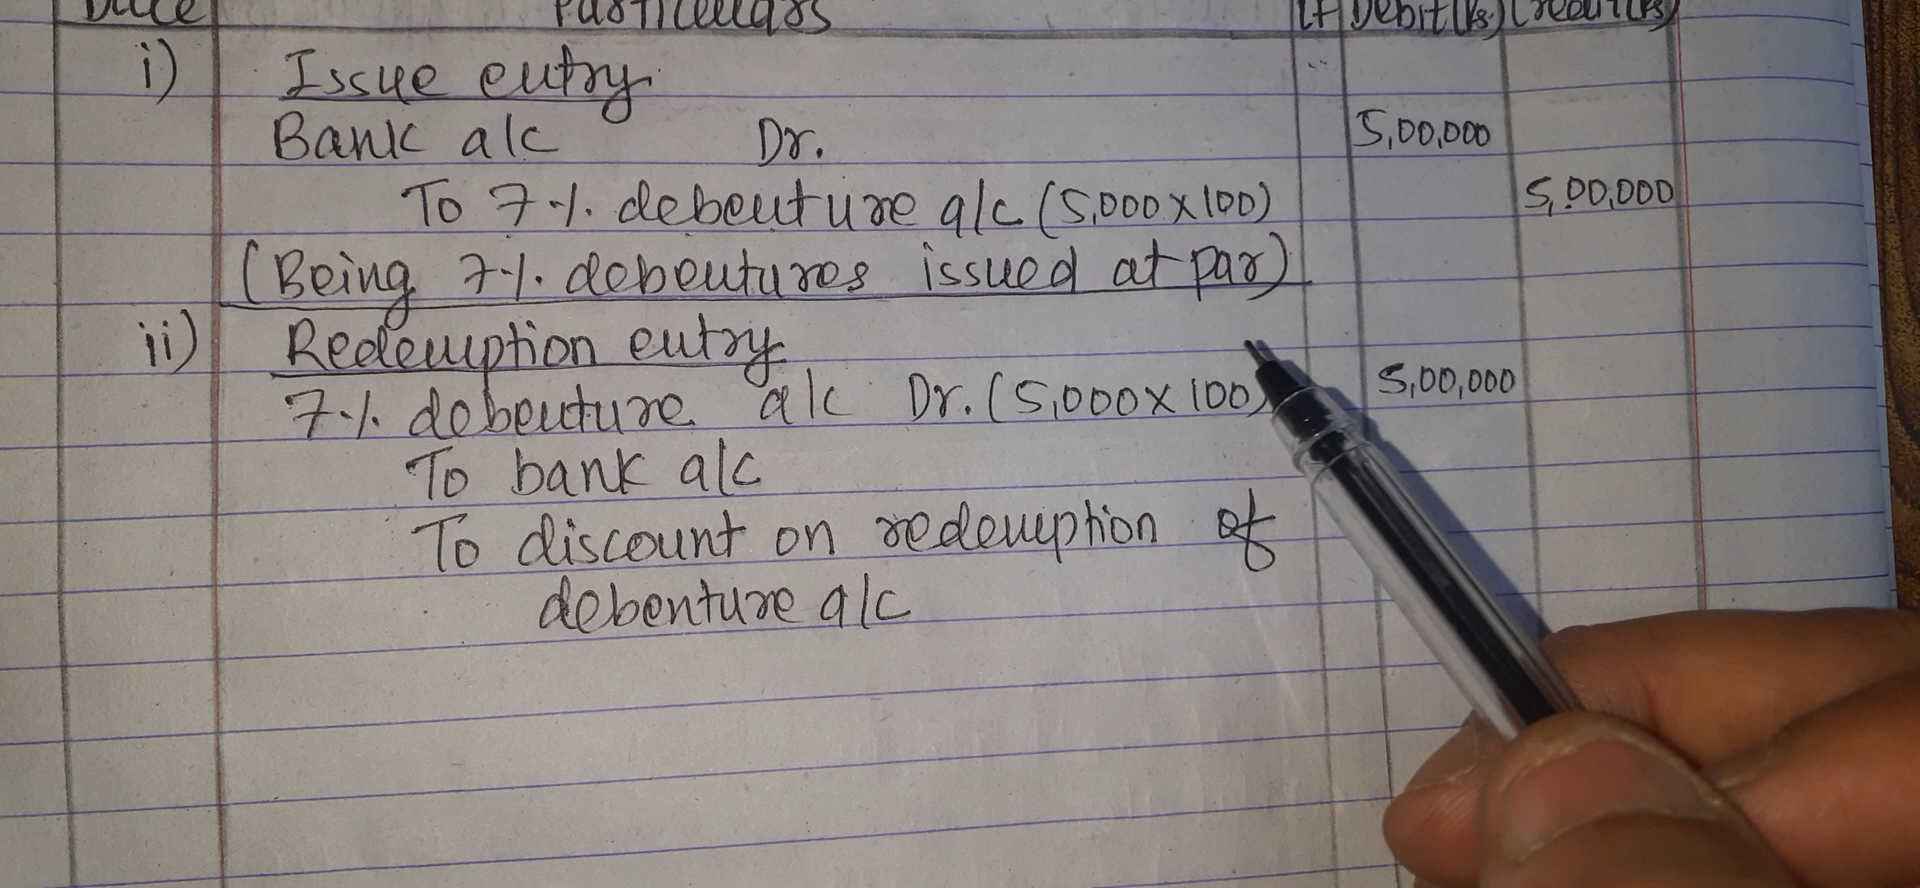 Date Particulars LF Debit(Rs) Credit(Rs)
i) Issue entry
Bank a/c Dr. 5,00,000
To 7% debenture a/c (5,000 x 100) 5,00,000
(Being 7% debentures issued at par)
ii) Redemption entry
7% debenture a/c Dr. (5,000 x 100) 5,00,000
To bank a/c
To discount on redemption of
debenture a/c